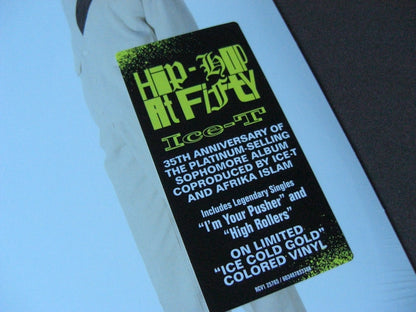 Hip-Hop
At Fifty
Ice-T
35TH ANNIVERSARY OF
THE PLATINUM-SELLING
SOPHOMORE ALBUM
COPRODUCED BY ICE-T
AND AFRIKA ISLAM
Includes Legendary Singles
"I'm Your Pusher" and
"High Rollers"
ON LIMITED
"ICE COLD GOLD"
COLORED VINYL